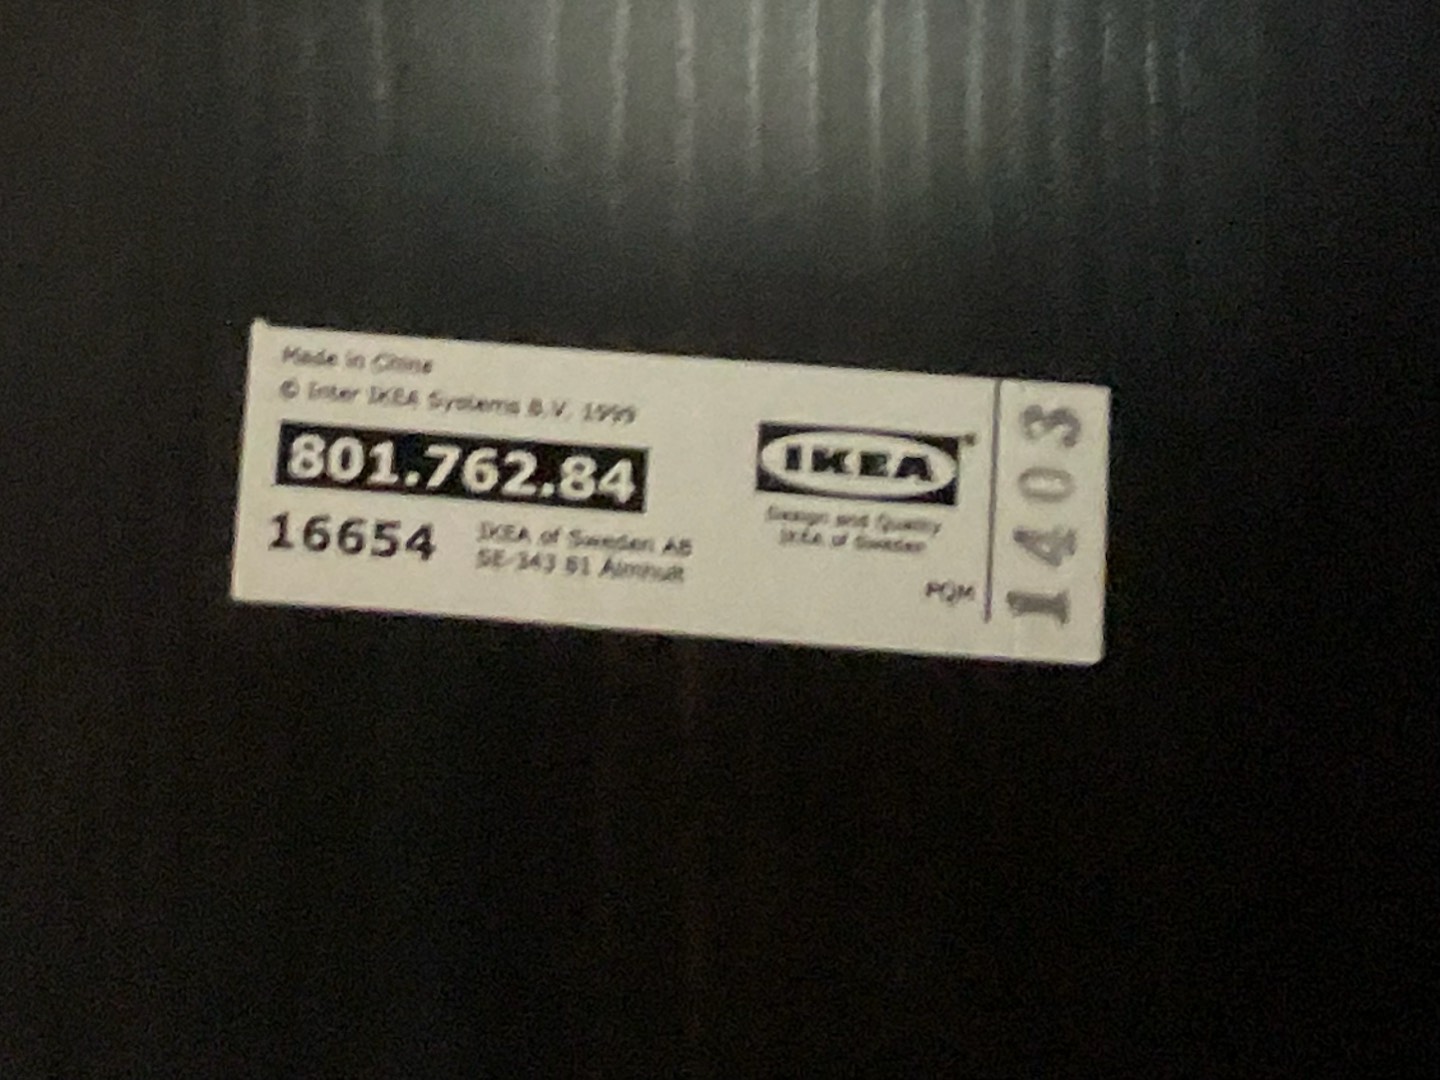 Made in China
© Inter IKEA Systems B.V. 1999
801.762.84
16654
IKEA of Sweden AB
SE-343 81 Älmhult
IKEA®
Design and Quality
IKEA of Sweden
PQM
1403